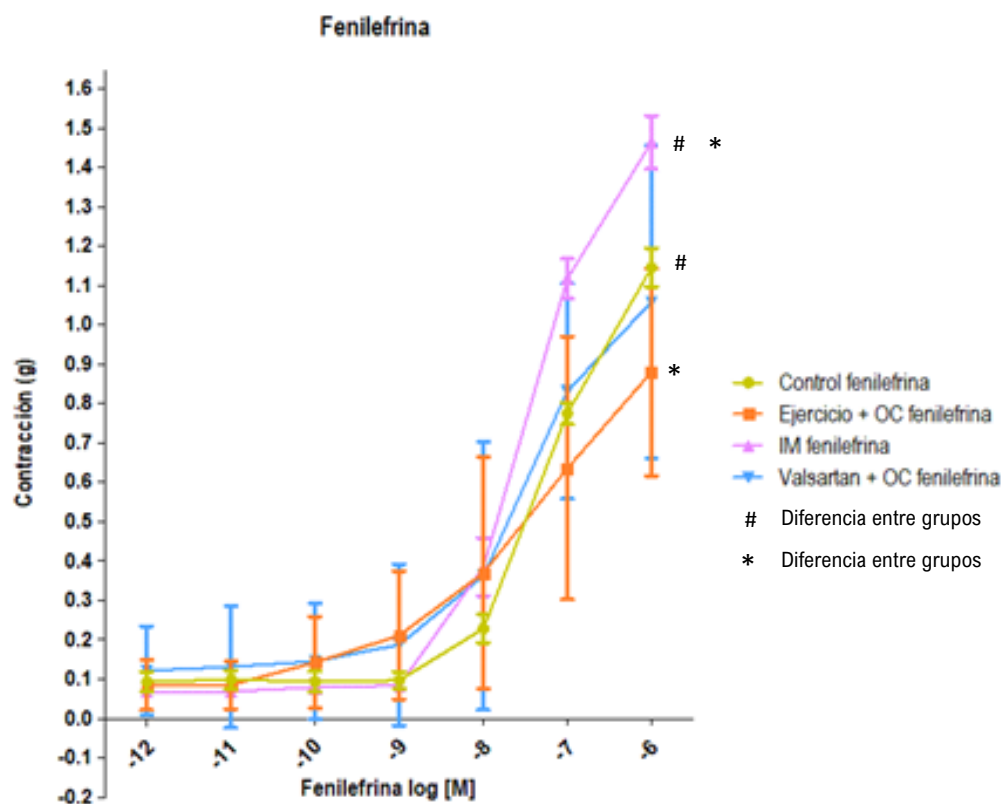 Fenilefrina
1.6
1.5
1.4
1.3
1.2
1.1
1.0
0.9
0.8
0.7
0.6
0.5
0.4
0.3
0.2
0.1
0.0
-0.1
-0.2
Contracción (g)
# *
#
*
-12 -11 -10 -9 -8 -7 -6
Fenilefrina log [M]
Control fenilefrina
Ejercicio + OC fenilefrina
IM fenilefrina
Valsartan + OC fenilefrina
# Diferencia entre grupos
* Diferencia entre grupos